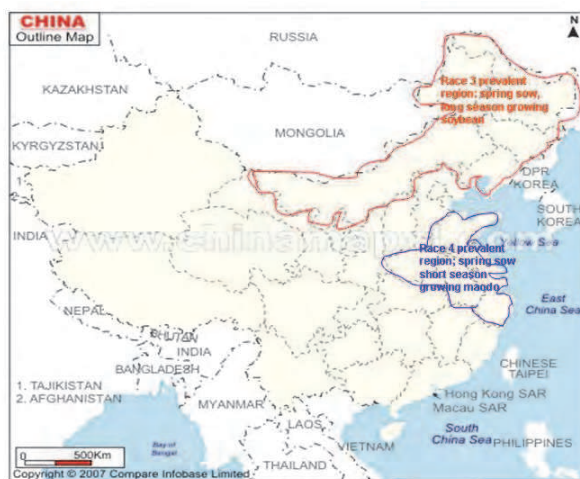 CHINA
Outline Map
RUSSIA
KAZAKHSTAN
Race 3 prevalent
region: spring sow,
long season growing
soybean
MONGOLIA
KYRGYZSTAN
DPR
KOREA
1
2
SOUTH
KOREA
INDIA
Yellow Sea
Race 4 prevalent
region; spring sow
short season
growing maodo
East
China Sea
NEPAL
BHUTAN
INDIA
BANGLADESH
CHINESE
TAIPEI
1. TAJIKISTAN
2. AFGHANISTAN
Hong Kong SAR
Macau SAR
MYANMAR
LAOS
South
China Sea
VIETNAM
PHILIPPINES
Bay of
Bengal
0 500Km
THAILAND
Copyright © 2007 Compare Infobase Limited